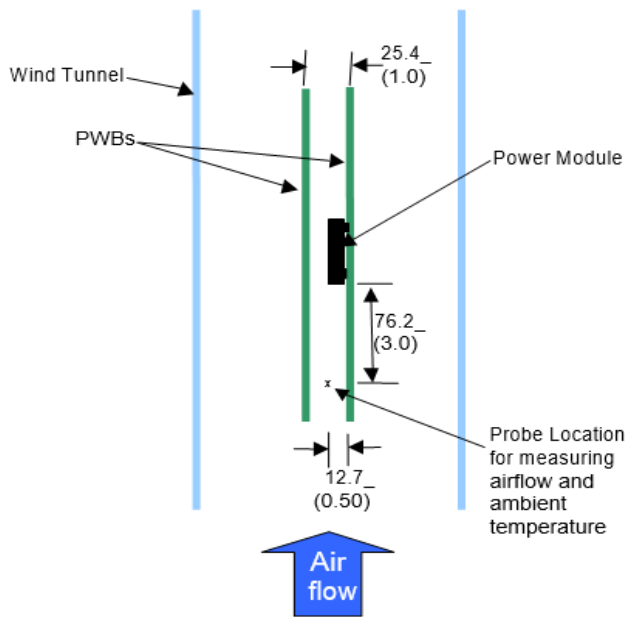 25.4_
(1.0)
Wind Tunnel
PWBs
Power Module
76.2_
(3.0)
x
Probe Location
for measuring
airflow and
ambient
temperature
12.7_
(0.50)
Air
flow